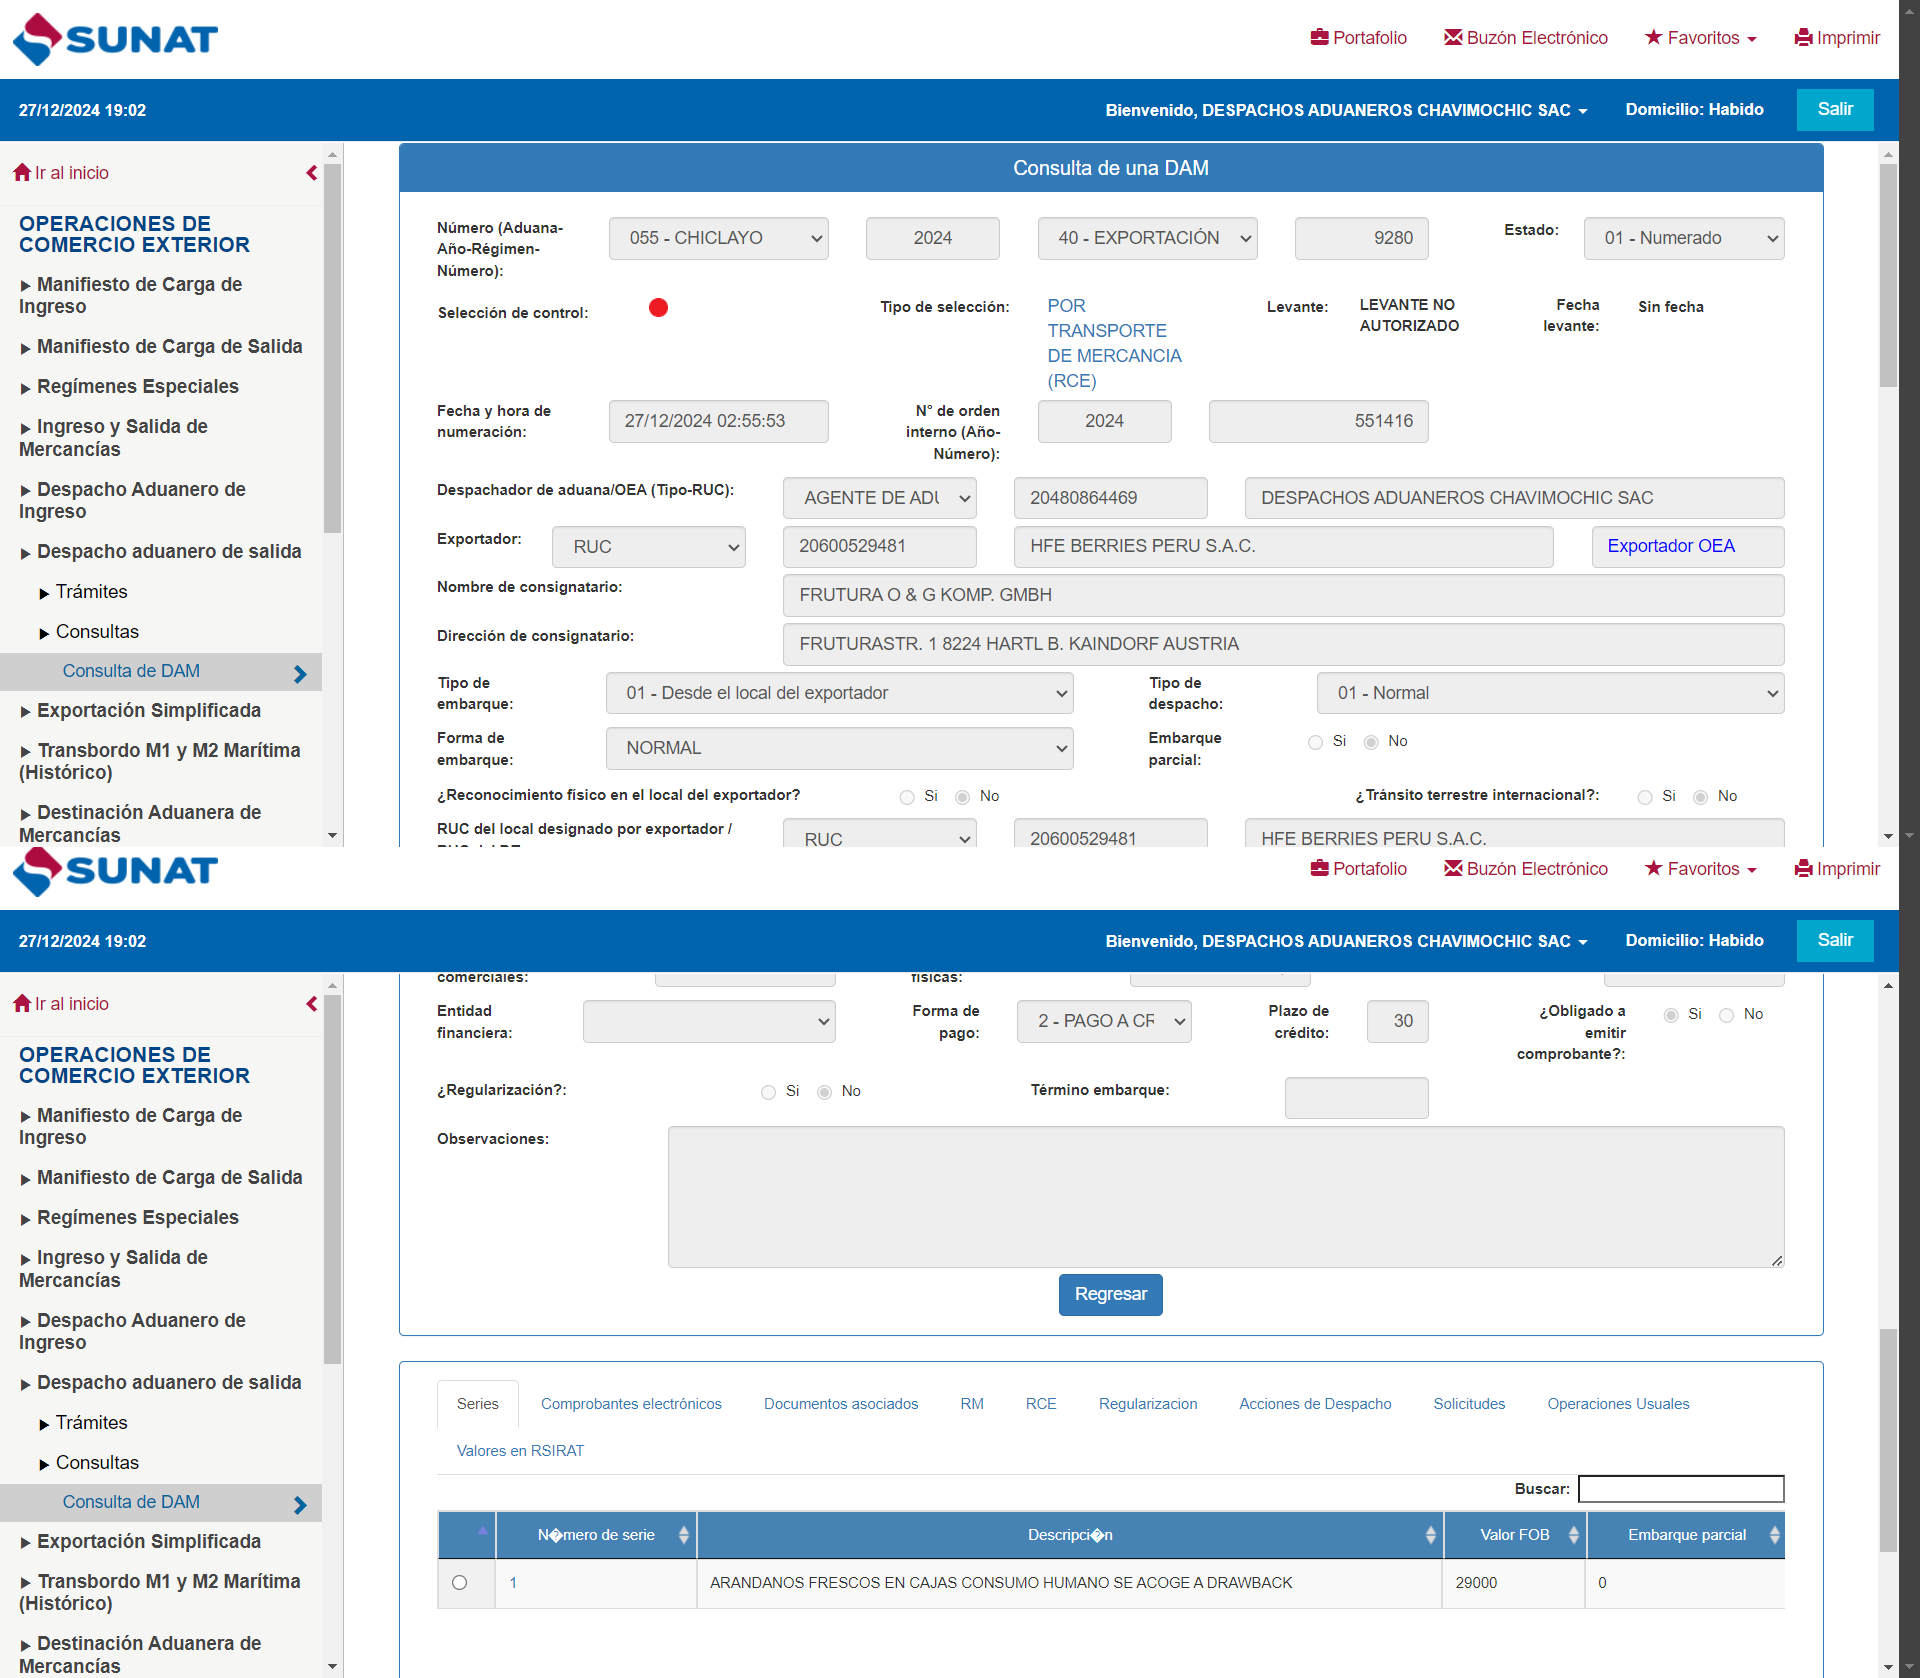 SUNAT
Portafolio Buzón Electrónico Favoritos Imprimir
27/12/2024 19:02 Bienvenido, DESPACHOS ADUANEROS CHAVIMOCHIC SAC Domicilio: Habido Salir
Ir al inicio
OPERACIONES DE
COMERCIO EXTERIOR
Manifiesto de Carga de
Ingreso
Manifiesto de Carga de Salida
Regímenes Especiales
Ingreso y Salida de
Mercancías
Despacho Aduanero de
Ingreso
Despacho aduanero de salida
Trámites
Consultas
Consulta de DAM
Exportación Simplificada
Transbordo M1 y M2 Marítima
(Histórico)
Destinación Aduanera de
Mercancías
Consulta de una DAM
Número (Aduana-
Año-Régimen-
Número):
055 - CHICLAYO 2024 40 - EXPORTACIÓN 9280 Estado: 01 - Numerado
Selección de control: Tipo de selección:
POR
TRANSPORTE
DE MERCANCIA
(RCE)
Levante:
LEVANTE NO
AUTORIZADO
Fecha
levante:
Sin fecha
Fecha y hora de
numeración:
27/12/2024 02:55:53
N° de orden
interno (Año-
Número):
2024 551416
Despachador de aduana/OEA (Tipo-RUC): AGENTE DE ADU 20480864469 DESPACHOS ADUANEROS CHAVIMOCHIC SAC
Exportador: RUC 20600529481 HFE BERRIES PERU S.A.C. Exportador OEA
Nombre de consignatario: FRUTURA O & G KOMP. GMBH
Dirección de consignatario: FRUTURASTR. 1 8224 HARTL B. KAINDORF AUSTRIA
Tipo de
embarque:
01 - Desde el local del exportador
Tipo de
despacho:
01 - Normal
Forma de
embarque:
NORMAL
Embarque
parcial:
Si No
¿Reconocimiento físico en el local del exportador? Si No ¿Tránsito terrestre internacional?: Si No
RUC del local designado por exportador / RUC 20600529481 HFE BERRIES PERU S.A.C.
SUNAT
Portafolio Buzón Electrónico Favoritos Imprimir
27/12/2024 19:02 Bienvenido, DESPACHOS ADUANEROS CHAVIMOCHIC SAC Domicilio: Habido Salir
Ir al inicio
OPERACIONES DE
COMERCIO EXTERIOR
Manifiesto de Carga de
Ingreso
Manifiesto de Carga de Salida
Regímenes Especiales
Ingreso y Salida de
Mercancías
Despacho Aduanero de
Ingreso
Despacho aduanero de salida
Trámites
Consultas
Consulta de DAM
Exportación Simplificada
Transbordo M1 y M2 Marítima
(Histórico)
Destinación Aduanera de
Mercancías
comerciales: físicas:
Entidad
financiera:
Forma de
pago:
2 - PAGO A CR
Plazo de
crédito:
30
¿Obligado a
emitir
comprobante?:
Si No
¿Regularización?: Si No Término embarque:
Observaciones:
Regresar
Series Comprobantes electrónicos Documentos asociados RM RCE Regularizacion Acciones de Despacho Solicitudes Operaciones Usuales
Valores en RSIRAT
Buscar:
N�mero de serie Descripci�n Valor FOB Embarque parcial
1 ARANDANOS FRESCOS EN CAJAS CONSUMO HUMANO SE ACOGE A DRAWBACK 29000 0